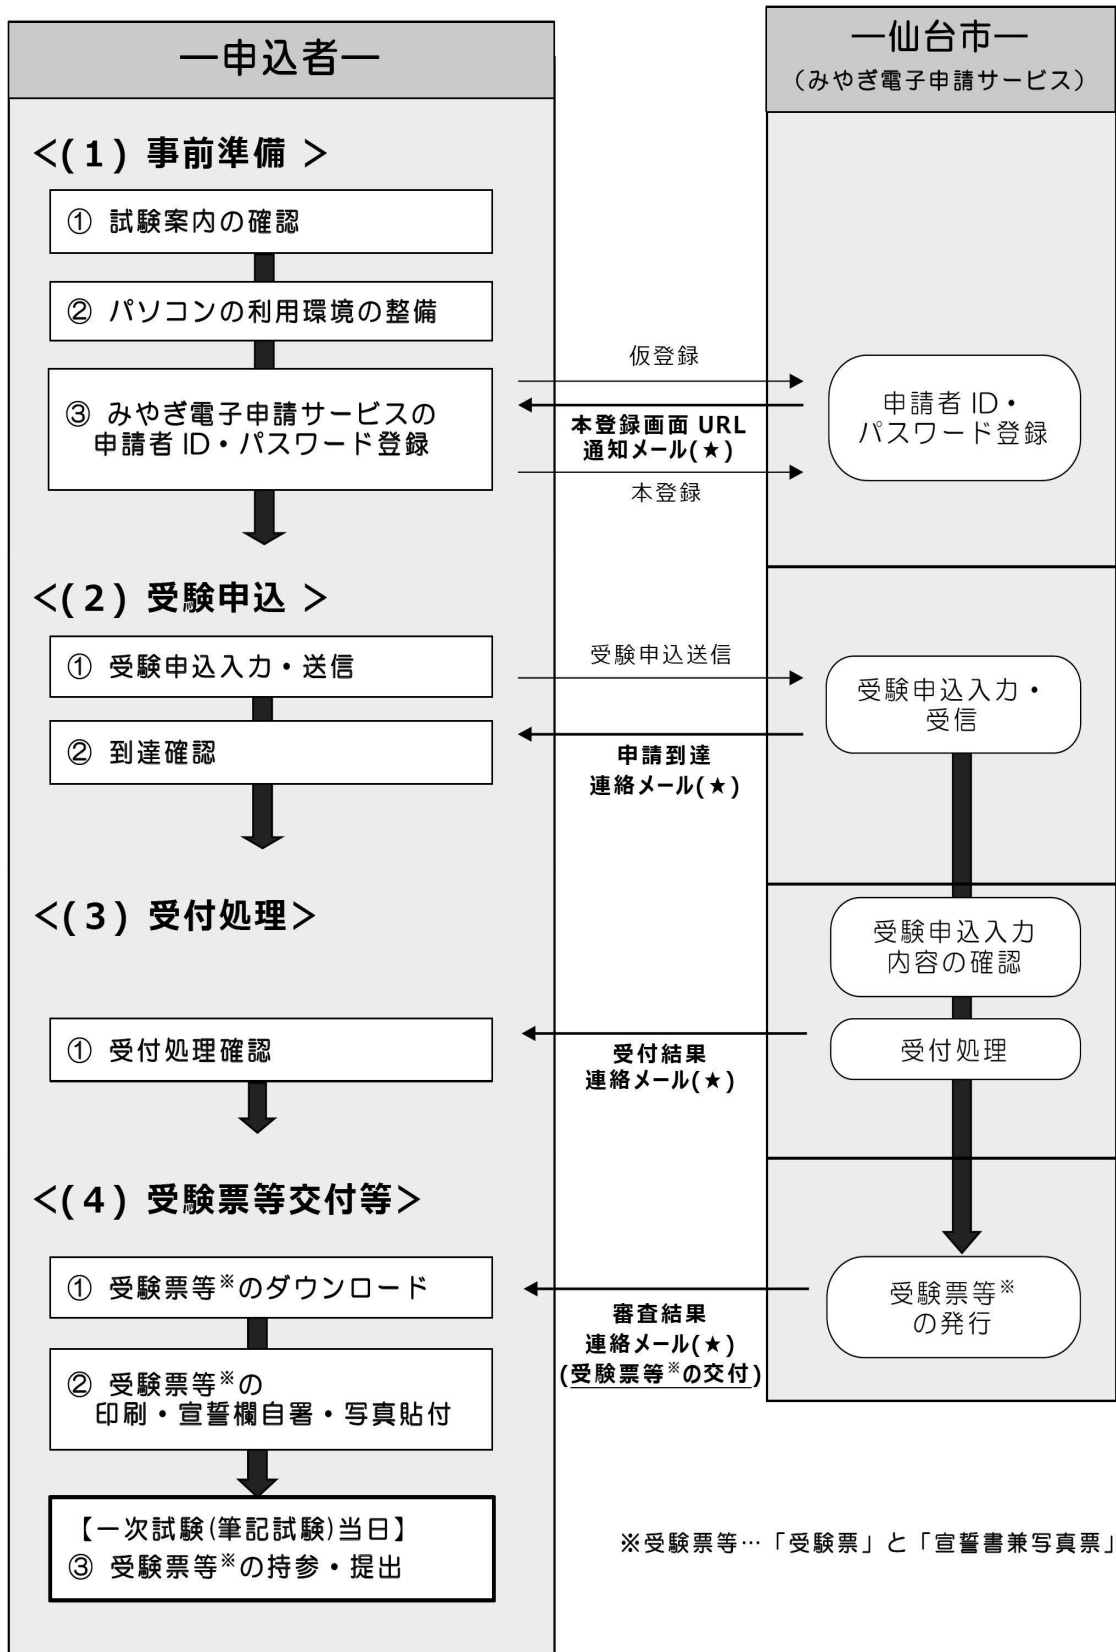 ―申込者―
<(1) 事前準備 >
① 試験案内の確認
② パソコンの利用環境の整備
③ みやぎ電子申請サービスの
申請者 ID・パスワード登録
<(2) 受験申込 >
① 受験申込入力・送信
② 到達確認
<(3) 受付処理>
① 受付処理確認
<(4) 受験票等交付等>
① 受験票等※のダウンロード
② 受験票等※の
印刷・宣誓欄自署・写真貼付
【一次試験(筆記試験)当日】
③ 受験票等※の持参・提出
仮登録
本登録画面 URL
通知メール(★)
本登録
受験申込送信
申請到達
連絡メール(★)
受付結果
連絡メール(★)
審査結果
連絡メール(★)
(受験票等※の交付)
―仙台市―
(みやぎ電子申請サービス)
申請者 ID・
パスワード登録
受験申込入力・
受信
受験申込入力
内容の確認
受付処理
受験票等※
の発行
※受験票等…「受験票」と「宣誓書兼写真票」